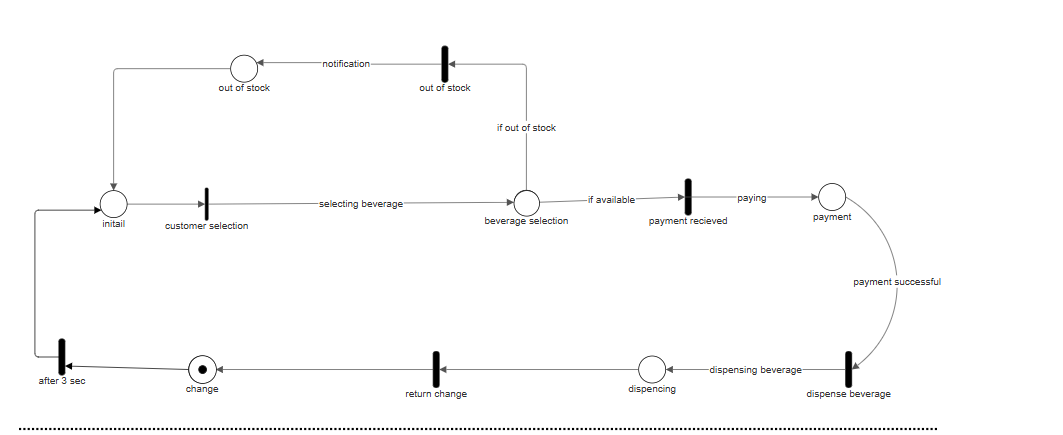 notification
out of stock
out of stock
if out of stock
selecting beverage
if available
paying
initail
customer selection
beverage selection
payment recieved
payment
payment successful
dispensing beverage
after 3 sec
change
return change
dispencing
dispense beverage